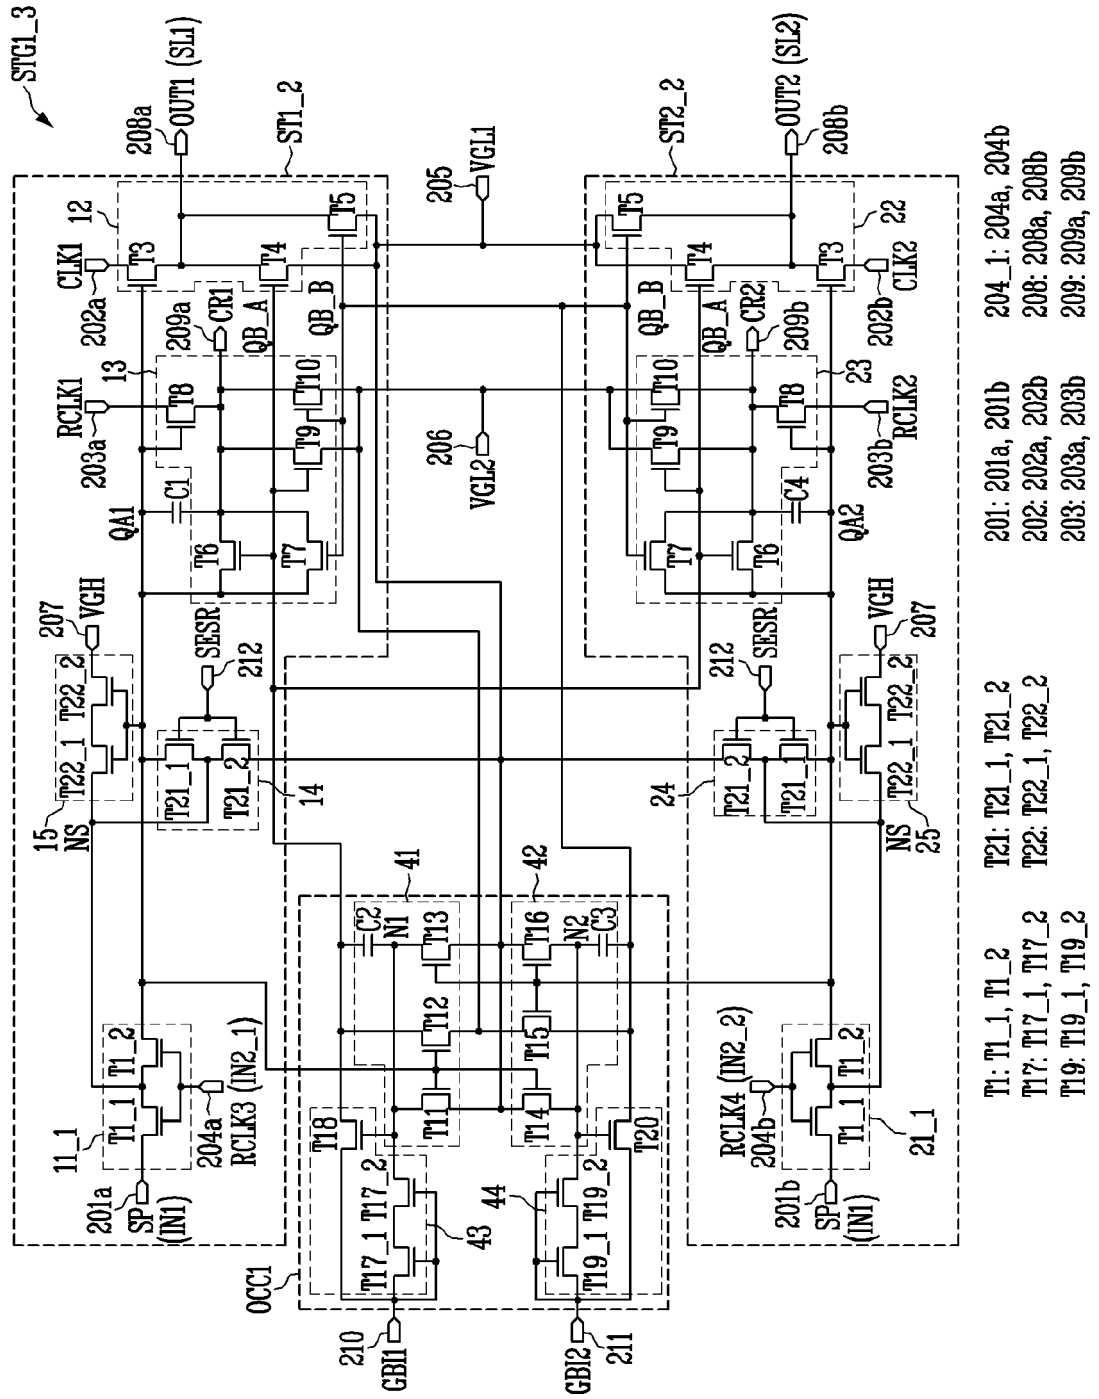 STG1_3
OUT1 (SL1)
208a
ST1_2
VGL1
205
ST2_2
OUT2 (SL2)
208b
12
CLK1
202a
T3
T4
T5
T5
T4
T3
CLK2
202b
22
13
RCLK1
203a
T8
209a
CR1
QB_A
QB_B
T9
T10
206
VGL2
QB_B
QB_A
CR2
209b
T10
T9
T8
23
RCLK2
203b
QA1
C1
T6
T7
T7
T6
C4
QA2
207
VGH
SESR
212
SESR
212
VGH
207
15
NS
T22_1
T22_2
T21_1
T21_2
14
24
T21_2
T21_1
T22_1
T22_2
NS
25
41
42
C2
N1
T13
T16
N2
C3
T12
T15
T11
T14
11_1
T1_1
T1_2
204a
RCLK3 (IN2_1)
201a
SP
(IN1)
OCC1
T18
T17_1
T17_2
43
44
T19_1
T19_2
T20
210
GBI1
GBI2
211
RCLK4 (IN2_2)
204b
T1_1
T1_2
21_1
201b
SP
(IN1)
T1: T1_1, T1_2
T17: T17_1, T17_2
T19: T19_1, T19_2
T21: T21_1, T21_2
T22: T22_1, T22_2
201: 201a, 201b
202: 202a, 202b
203: 203a, 203b
204_1: 204a, 204b
208: 208a, 208b
209: 209a, 209b